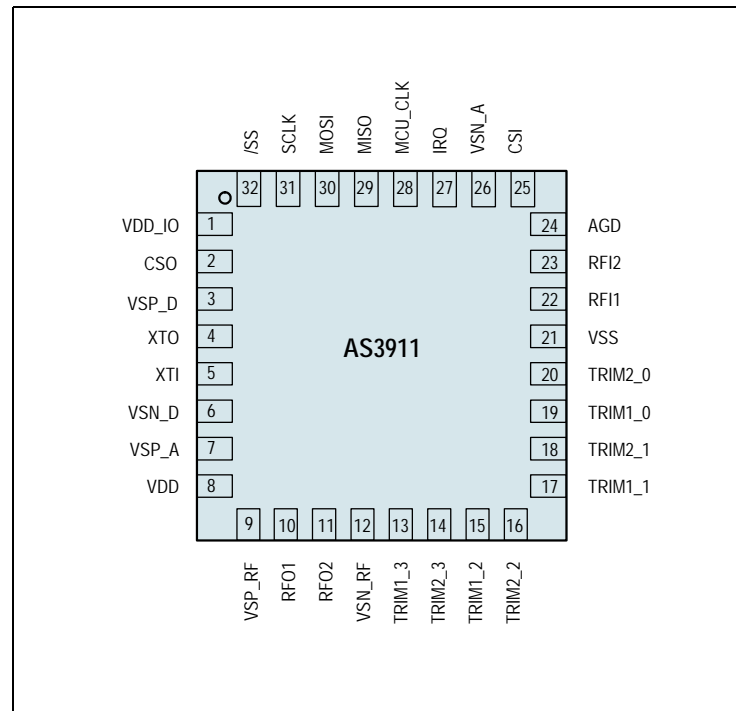 /SS SCLK MOSI MISO MCU_CLK IRQ VSN_A CSI
32 31 30 29 28 27 26 25
VDD_IO 1
CSO 2
VSP_D 3
XTO 4
XTI 5
VSN_D 6
VSP_A 7
VDD 8
AS3911
24 AGD
23 RFI2
22 RFI1
21 VSS
20 TRIM2_0
19 TRIM1_0
18 TRIM2_1
17 TRIM1_1
9 10 11 12 13 14 15 16
VSP_RF RFO1 RFO2 VSN_RF TRIM1_3 TRIM2_3 TRIM1_2 TRIM2_2